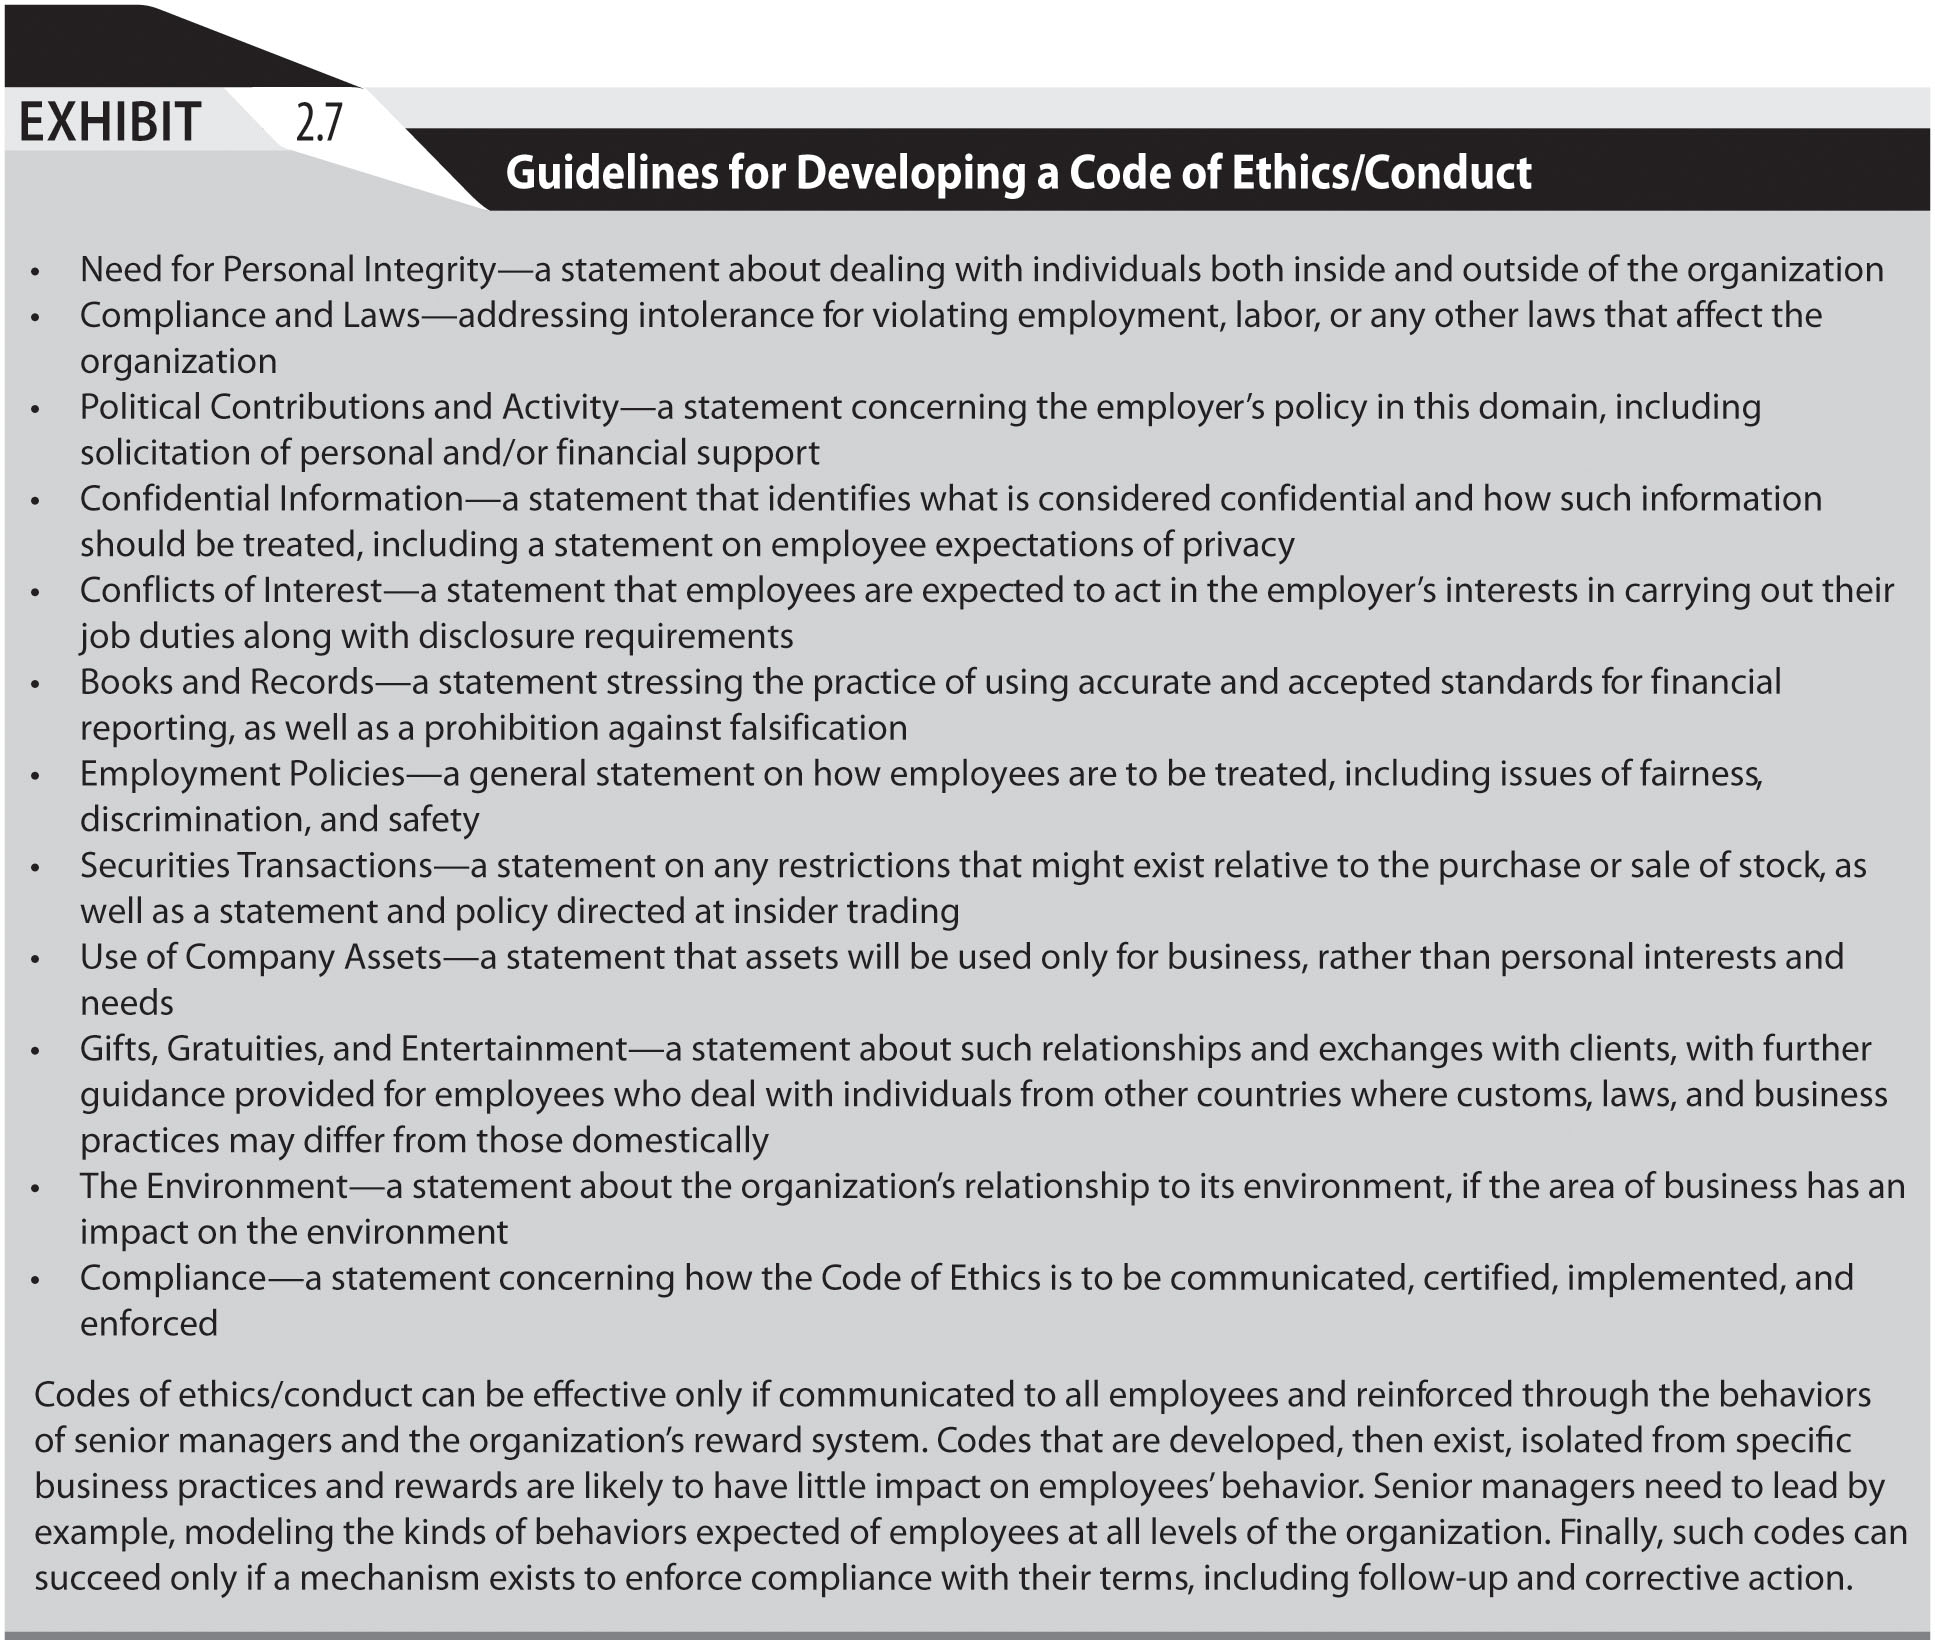 EXHIBIT 2.7
Guidelines for Developing a Code of Ethics/Conduct
• Need for Personal Integrity—a statement about dealing with individuals both inside and outside of the organization
• Compliance and Laws—addressing intolerance for violating employment, labor, or any other laws that affect the
organization
• Political Contributions and Activity—a statement concerning the employer’s policy in this domain, including
solicitation of personal and/or financial support
• Confidential Information—a statement that identifies what is considered confidential and how such information
should be treated, including a statement on employee expectations of privacy
• Conflicts of Interest—a statement that employees are expected to act in the employer’s interests in carrying out their
job duties along with disclosure requirements
• Books and Records—a statement stressing the practice of using accurate and accepted standards for financial
reporting, as well as a prohibition against falsification
• Employment Policies—a general statement on how employees are to be treated, including issues of fairness,
discrimination, and safety
• Securities Transactions—a statement on any restrictions that might exist relative to the purchase or sale of stock, as
well as a statement and policy directed at insider trading
• Use of Company Assets—a statement that assets will be used only for business, rather than personal interests and
needs
• Gifts, Gratuities, and Entertainment—a statement about such relationships and exchanges with clients, with further
guidance provided for employees who deal with individuals from other countries where customs, laws, and business
practices may differ from those domestically
• The Environment—a statement about the organization’s relationship to its environment, if the area of business has an
impact on the environment
• Compliance—a statement concerning how the Code of Ethics is to be communicated, certified, implemented, and
enforced
Codes of ethics/conduct can be effective only if communicated to all employees and reinforced through the behaviors
of senior managers and the organization’s reward system. Codes that are developed, then exist, isolated from specific
business practices and rewards are likely to have little impact on employees’ behavior. Senior managers need to lead by
example, modeling the kinds of behaviors expected of employees at all levels of the organization. Finally, such codes can
succeed only if a mechanism exists to enforce compliance with their terms, including follow-up and corrective action.